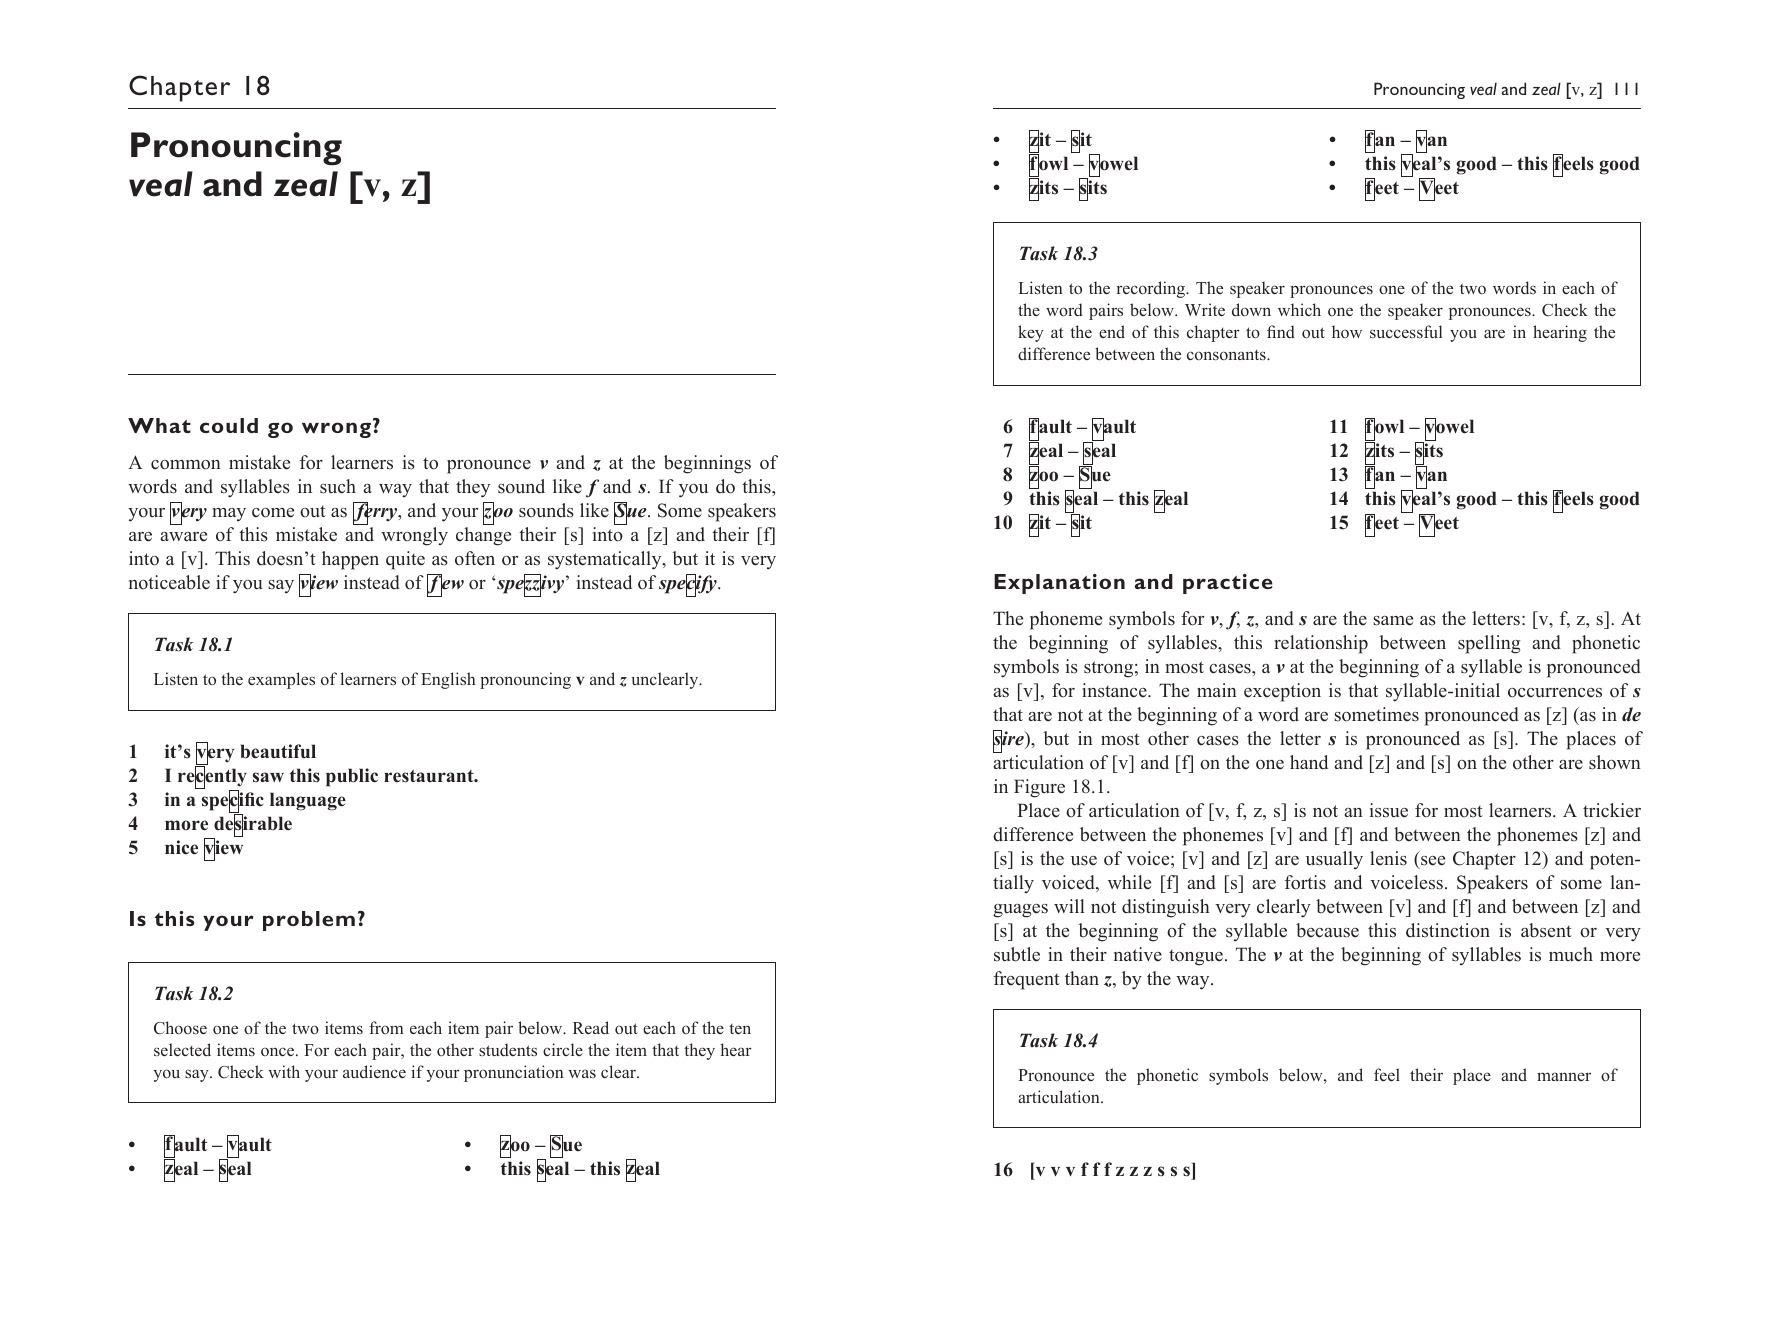 Chapter 18
Pronouncing
veal and zeal [v, z]
What could go wrong?
A common mistake for learners is to pronounce v and z at the beginnings of
words and syllables in such a way that they sound like f and s. If you do this,
your very may come out as ferry, and your zoo sounds like Sue. Some speakers
are aware of this mistake and wrongly change their [s] into a [z] and their [f]
into a [v]. This doesn’t happen quite as often or as systematically, but it is very
noticeable if you say view instead of few or ‘spezzivy’ instead of specify.
Task 18.1
Listen to the examples of learners of English pronouncing v and z unclearly.
1 it’s very beautiful
2 I recently saw this public restaurant.
3 in a specific language
4 more desirable
5 nice view
Is this your problem?
Task 18.2
Choose one of the two items from each item pair below. Read out each of the ten
selected items once. For each pair, the other students circle the item that they hear
you say. Check with your audience if your pronunciation was clear.
• fault – vault
• zeal – seal
• zoo – Sue
• this seal – this zeal
Pronouncing veal and zeal [v, z] 111
• zit – sit
• fowl – vowel
• zits – sits
• fan – van
• this veal’s good – this feels good
• feet – Veet
Task 18.3
Listen to the recording. The speaker pronounces one of the two words in each of
the word pairs below. Write down which one the speaker pronounces. Check the
key at the end of this chapter to find out how successful you are in hearing the
difference between the consonants.
6 fault – vault
7 zeal – seal
8 zoo – Sue
9 this seal – this zeal
10 zit – sit
11 fowl – vowel
12 zits – sits
13 fan – van
14 this veal’s good – this feels good
15 feet – Veet
Explanation and practice
The phoneme symbols for v, f, z, and s are the same as the letters: [v, f, z, s]. At
the beginning of syllables, this relationship between spelling and phonetic
symbols is strong; in most cases, a v at the beginning of a syllable is pronounced
as [v], for instance. The main exception is that syllable-initial occurrences of s
that are not at the beginning of a word are sometimes pronounced as [z] (as in de
sire), but in most other cases the letter s is pronounced as [s]. The places of
articulation of [v] and [f] on the one hand and [z] and [s] on the other are shown
in Figure 18.1.
Place of articulation of [v, f, z, s] is not an issue for most learners. A trickier
difference between the phonemes [v] and [f] and between the phonemes [z] and
[s] is the use of voice; [v] and [z] are usually lenis (see Chapter 12) and poten-
tially voiced, while [f] and [s] are fortis and voiceless. Speakers of some lan-
guages will not distinguish very clearly between [v] and [f] and between [z] and
[s] at the beginning of the syllable because this distinction is absent or very
subtle in their native tongue. The v at the beginning of syllables is much more
frequent than z, by the way.
Task 18.4
Pronounce the phonetic symbols below, and feel their place and manner of
articulation.
16 [v v v f f f z z z s s s]